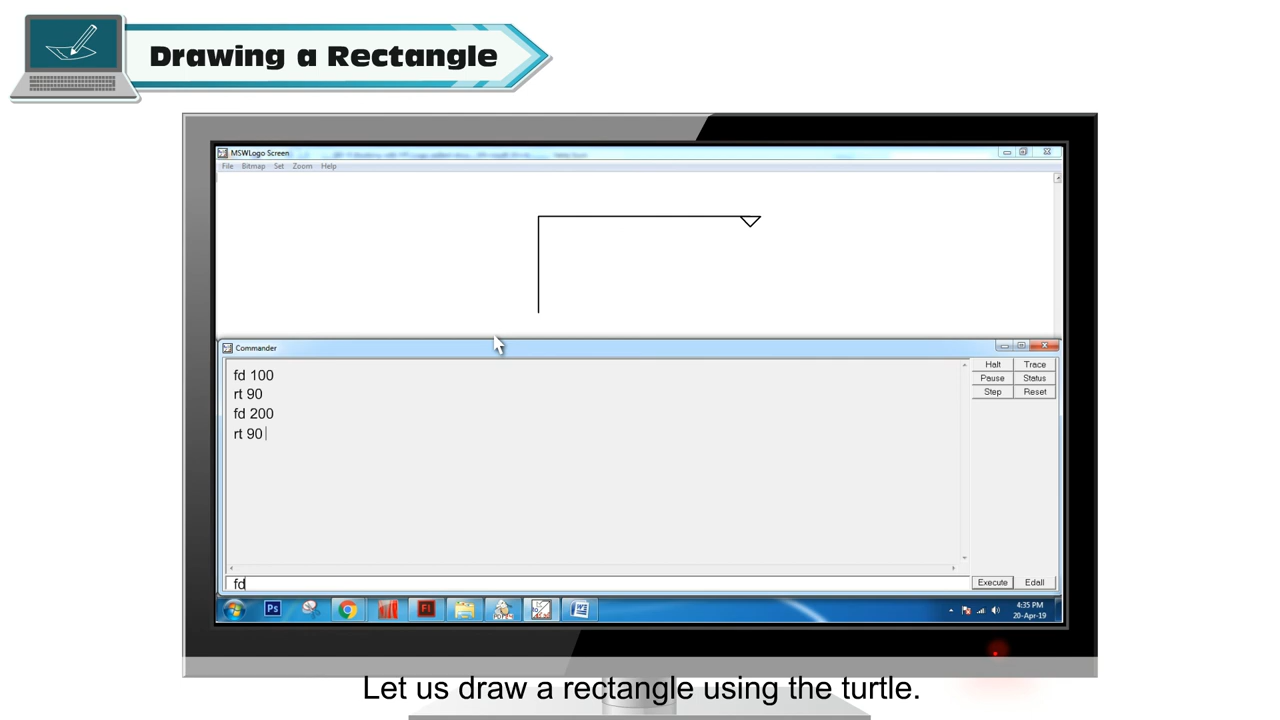 Drawing a Rectangle
MSWLogo Screen
File Bitmap Set Zoom Help
Commander
fd 100
rt 90
fd 200
rt 90
Halt Trace
Pause Status
Step Reset
fd
Execute Edall
Ps
Fl
4:35 PM
20-Apr-19
Let us draw a rectangle using the turtle.